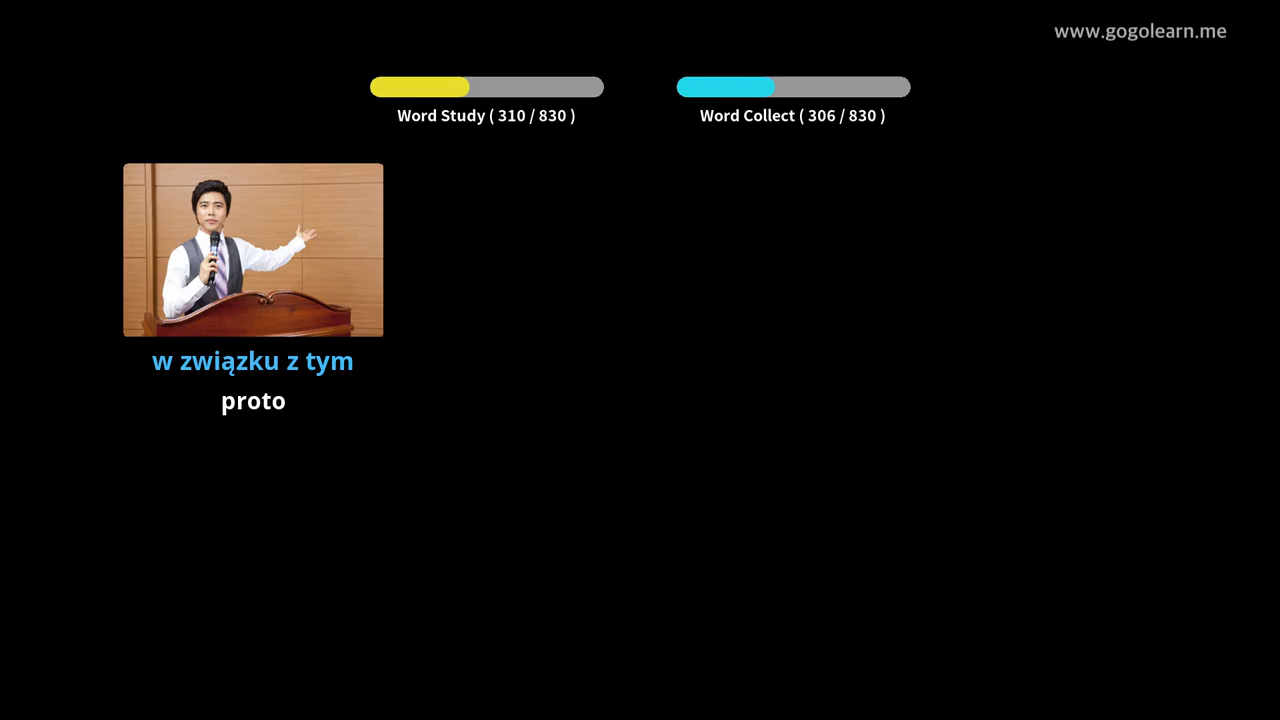 www.gogolearn.me
Word Study ( 310 / 830 )
Word Collect ( 306 / 830 )
w związku z tym
proto